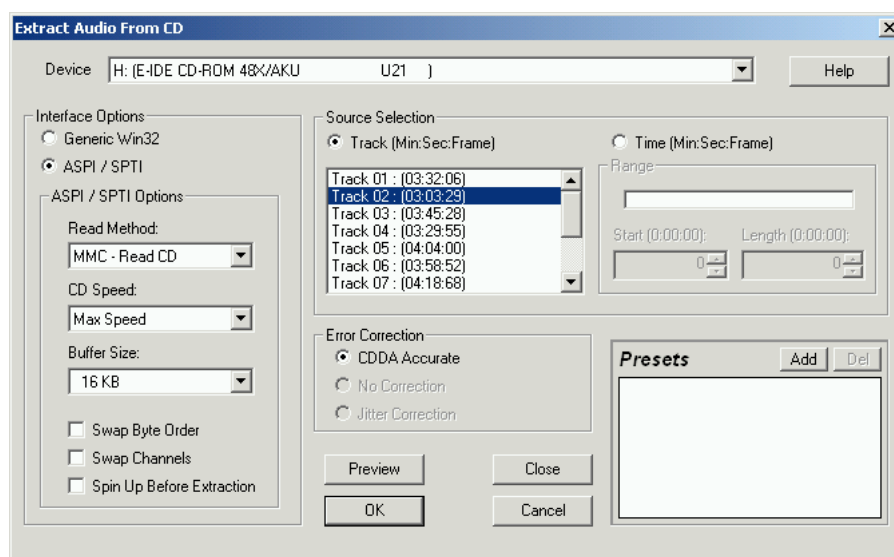 Extract Audio From CD
Device H: (E-IDE CD-ROM 48X/AKU U21 ) Help
Interface Options
Generic Win32
ASPI / SPTI
ASPI / SPTI Options
Read Method:
MMC - Read CD
CD Speed:
Max Speed
Buffer Size:
16 KB
Swap Byte Order
Swap Channels
Spin Up Before Extraction
Source Selection
Track (Min:Sec:Frame)
Track 01 : (03:32:06)
Track 02 : (03:03:29)
Track 03 : (03:45:28)
Track 04 : (03:29:55)
Track 05 : (04:04:00)
Track 06 : (03:58:52)
Track 07 : (04:18:68)
Time (Min:Sec:Frame)
Range
Start (0:00:00): Length (0:00:00):
0 0
Error Correction
CDDA Accurate
No Correction
Jitter Correction
Preview Close
OK Cancel
Presets Add Del